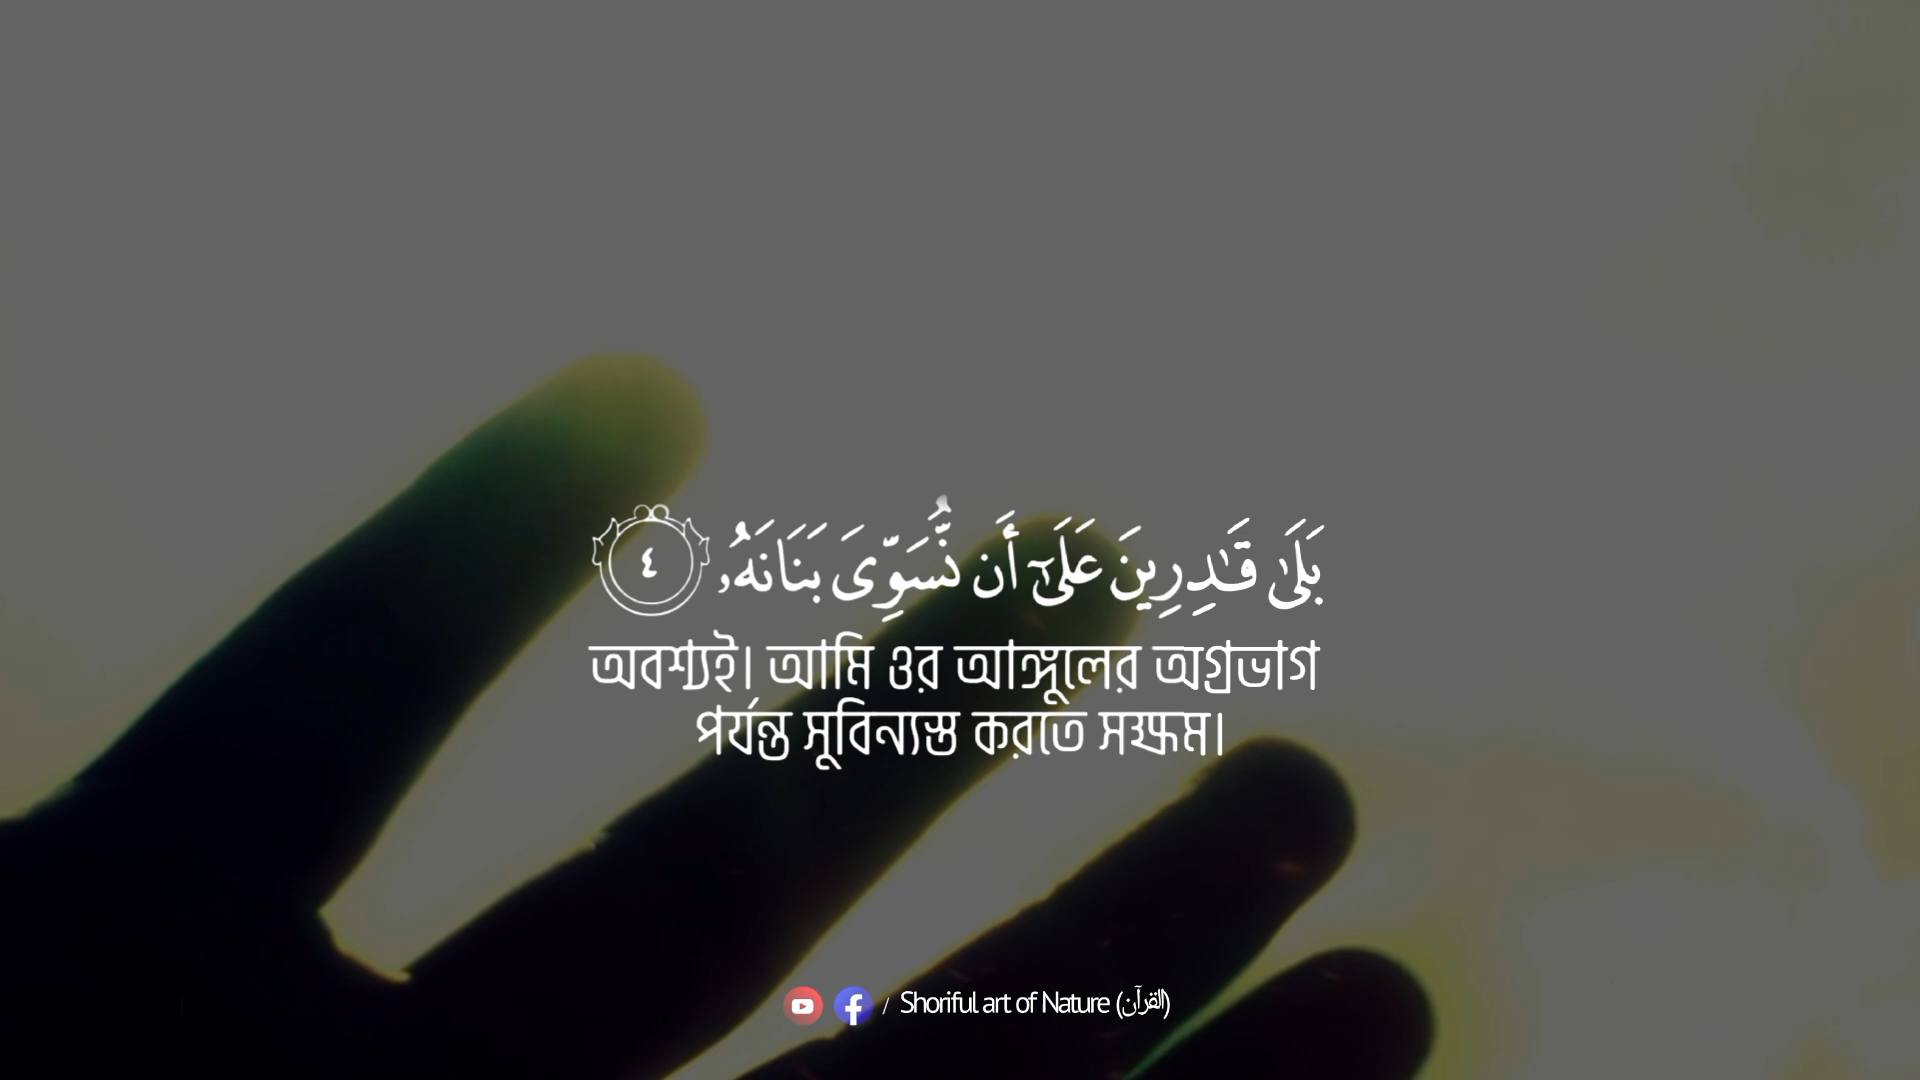 بَلَىٰ قَـٰدِرِينَ عَلَىٰٓ أَن نُّسَوِّىَ بَنَانَهُۥ ٤
অবশ্যই। আমি ওর আঙ্গূলের অগ্রভাগ
পর্যন্ত সূবিন্যস্ত করতে সক্ষম।
/ Shoriful art of Nature (القرآن)